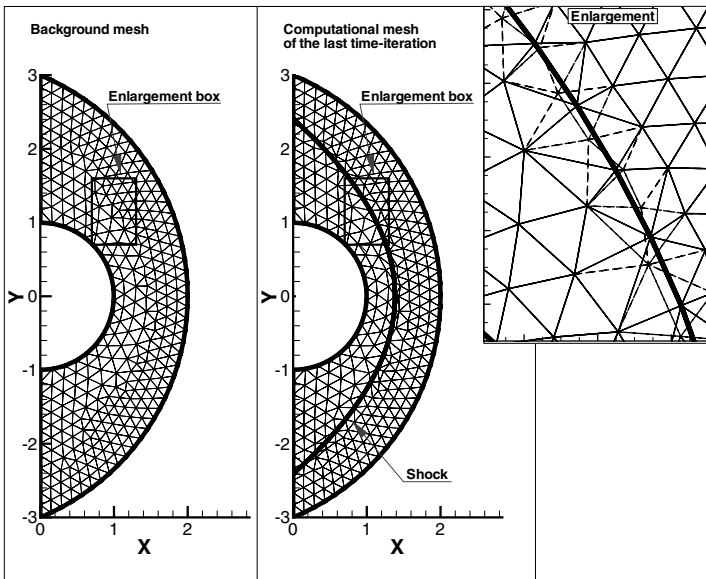 Background mesh
Computational mesh
of the last time-iteration
Enlargement
Enlargement box
Enlargement box
3
2
1
0
-1
-2
-3
Y
0
1
2
X
3
2
1
0
-1
-2
-3
Y
0
1
2
X
Shock